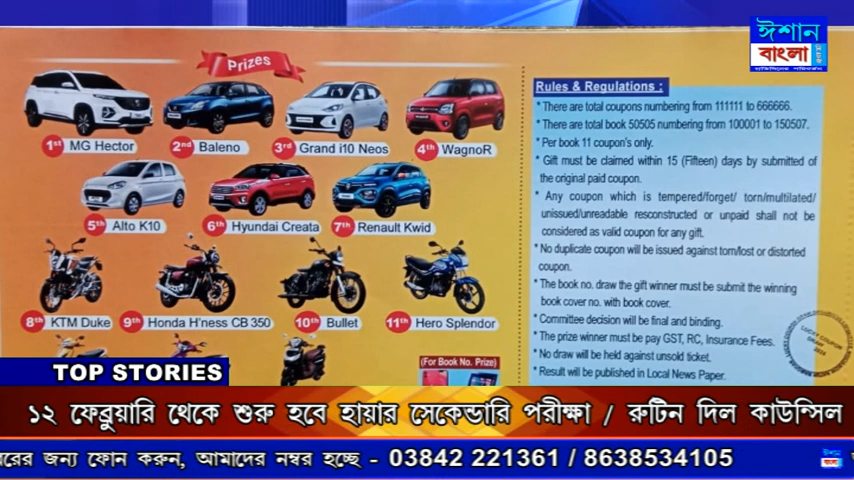 ঈশান
বাংলা
Prizes
1st MG Hector
2nd Baleno
3rd Grand i10 Neos
4th WagnoR
5th Alto K10
6th Hyundai Creata
7th Renault Kwid
8th KTM Duke
9th Honda H'ness CB 350
10th Bullet
11th Hero Splendor
(For Book No. Prize)
Rules & Regulations :
* There are total coupons numbering from 111111 to 666666.
* There are total book 50505 numbering from 100001 to 150507.
* Per book 11 coupon's only.
* Gift must be claimed within 15 (Fifteen) days by submitted of
the original paid coupon.
* Any coupon which is tempered/forget/ torn/multilated/
unissued/unreadable resconstructed or unpaid shall not be
considered as valid coupon for any gift.
* No duplicate coupon will be issued against torn/lost or distorted
coupon.
* The book no. draw the gift winner must be submit the winning
book cover no. with book cover.
* Committee decision will be final and binding.
* The prize winner must be pay GST, RC, Insurance Fees.
* No draw will be held against unsold ticket.
* Result will be published in Local News Paper.
LUCKY COUPON
TOP STORIES
১২ ফেব্রুয়ারি থেকে শুরু হবে হায়ার সেকেন্ডারি পরীক্ষা / রুটিন দিল কাউন্সিল
রের জন্য ফোন করুন, আমাদের নম্বর হচ্ছে - 03842 221361 / 8638534105